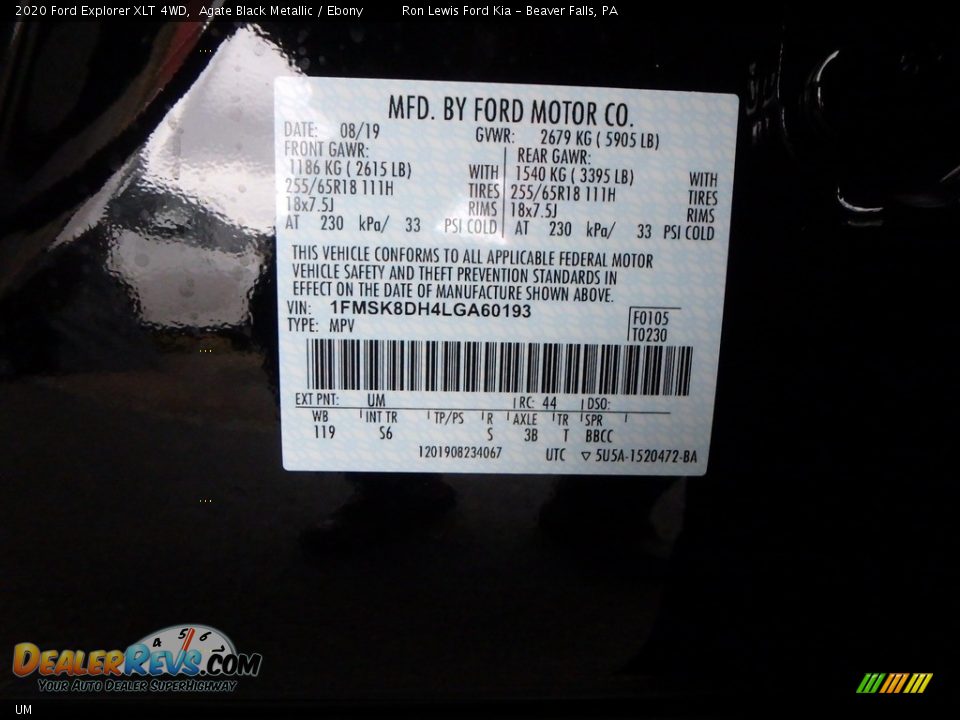 2020 Ford Explorer XLT 4WD, Agate Black Metallic / Ebony Ron Lewis Ford Kia - Beaver Falls, PA
MFD. BY FORD MOTOR CO.
DATE: 08/19 GVWR: 2679 KG ( 5905 LB)
FRONT GAWR: REAR GAWR:
1186 KG ( 2615 LB) WITH 1540 KG ( 3395 LB) WITH
255/65R18 111H TIRES 255/65R18 111H TIRES
18x7.5J RIMS 18x7.5J RIMS
AT 230 kPa/ 33 PSI COLD AT 230 kPa/ 33 PSI COLD
THIS VEHICLE CONFORMS TO ALL APPLICABLE FEDERAL MOTOR
VEHICLE SAFETY AND THEFT PREVENTION STANDARDS IN
EFFECT ON THE DATE OF MANUFACTURE SHOWN ABOVE.
VIN: 1FMSK8DH4LGA60193 F0105
TYPE: MPV T0230
EXT PNT: UM RC: 44 DSO:
WB INT TR TP/PS R AXLE TR SPR
119 S6 S 3B T BBCC
1201908234067 UTC ▽ 5U5A-1520472-BA
4 5 6
DEALERREVS.COM
Your Auto Dealer SuperHighway
UM